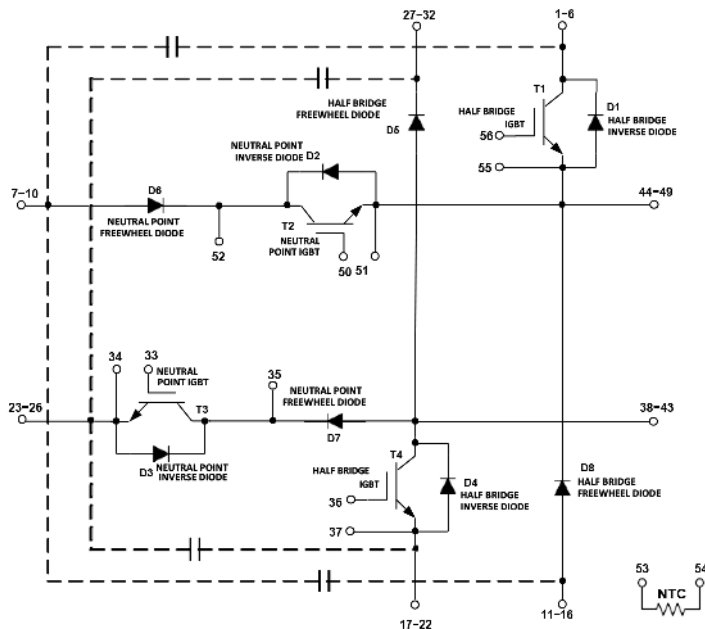 27-32
1-6
T1
HALF BRIDGE
FREEWHEEL DIODE
D5
HALF BRIDGE
IGBT
D1
HALF BRIDGE
INVERSE DIODE
56
55
NEUTRAL POINT
INVERSE DIODE
D2
7-10
D6
44-49
NEUTRAL POINT
FREEWHEEL DIODE
T2
NEUTRAL
POINT IGBT
52
50
51
34
33
NEUTRAL
POINT IGBT
35
NEUTRAL POINT
FREEWHEEL DIODE
23-26
T3
38-43
D7
D3
NEUTRAL POINT
INVERSE DIODE
HALF BRIDGE
IGBT
T4
36
D4
HALF BRIDGE
INVERSE DIODE
D8
HALF BRIDGE
FREEWHEEL DIODE
37
53
54
NTC
17-22
11-16